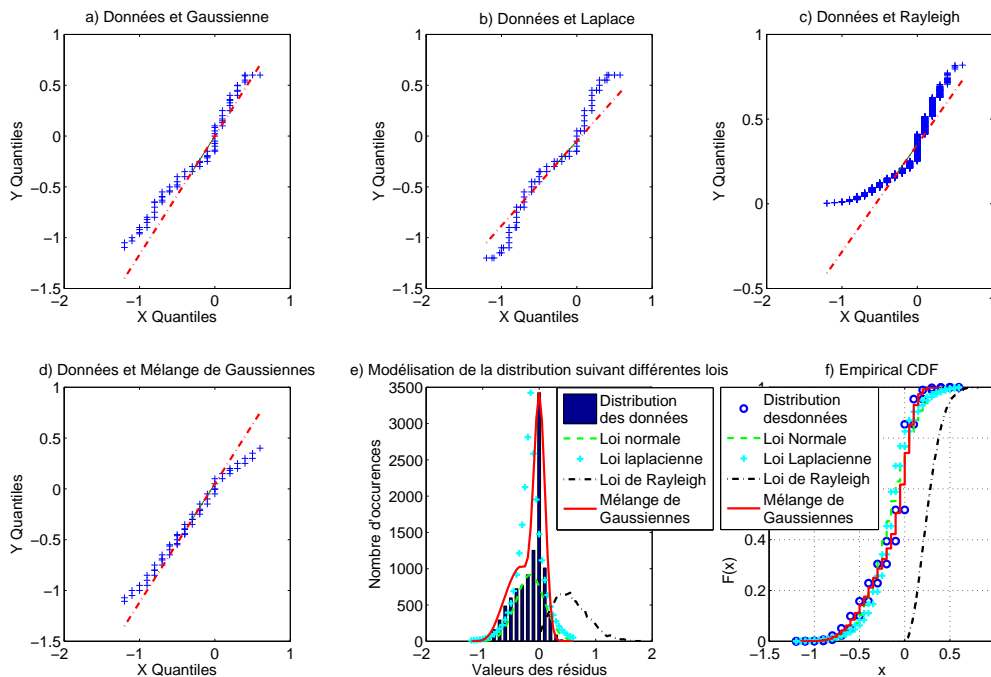 a) Données et Gaussienne
1
0.5
0
−0.5
−1
−1.5
−2
−1
0
1
X Quantiles
Y Quantiles
b) Données et Laplace
1
0.5
0
−0.5
−1
−1.5
−2
−1
0
1
X Quantiles
Y Quantiles
c) Données et Rayleigh
1
0.5
0
−0.5
−2
−1
0
1
X Quantiles
Y Quantiles
d) Données et Mélange de Gaussiennes
1
0.5
0
−0.5
−1
−1.5
−2
−1
0
1
X Quantiles
Y Quantiles
e) Modélisation de la distribution suivant différentes lois
3500
3000
2500
2000
1500
1000
500
0
−2
−1
0
1
2
Valeurs des résidus
Nombre d'occurences
Distribution
des données
Loi normale
Loi laplacienne
Loi de Rayleigh
Mélange de
Gaussiennes
f) Empirical CDF
1
0.4
0.2
0
−1.5
−1
−0.5
0
0.5
1
x
F(x)
Distribution
desdonnées
Loi Normale
Loi Laplacienne
Loi de Rayleigh
Mélange de
Gaussiennes